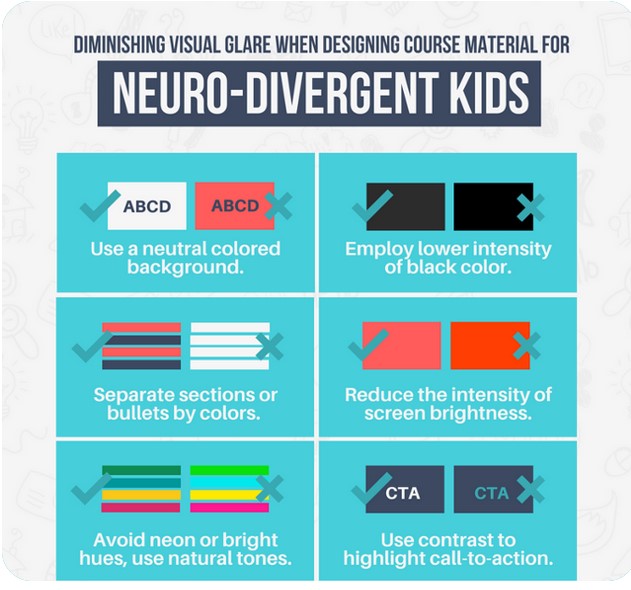 DIMINISHING VISUAL GLARE WHEN DESIGNING COURSE MATERIAL FOR
NEURO-DIVERGENT KIDS
ABCD
ABCD
Use a neutral colored
background.
Employ lower intensity
of black color.
Separate sections or
bullets by colors.
Reduce the intensity of
screen brightness.
Avoid neon or bright
hues, use natural tones.
CTA
CTA
Use contrast to
highlight call-to-action.